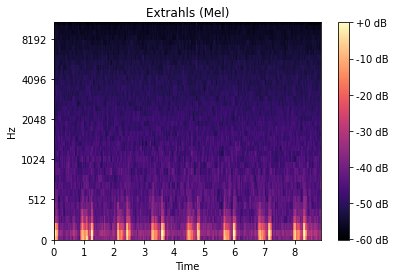 Extrahls (Mel)
Hz
8192
4096
2048
1024
512
0
0 1 2 3 4 5 6 7 8
Time
+0 dB
-10 dB
-20 dB
-30 dB
-40 dB
-50 dB
-60 dB